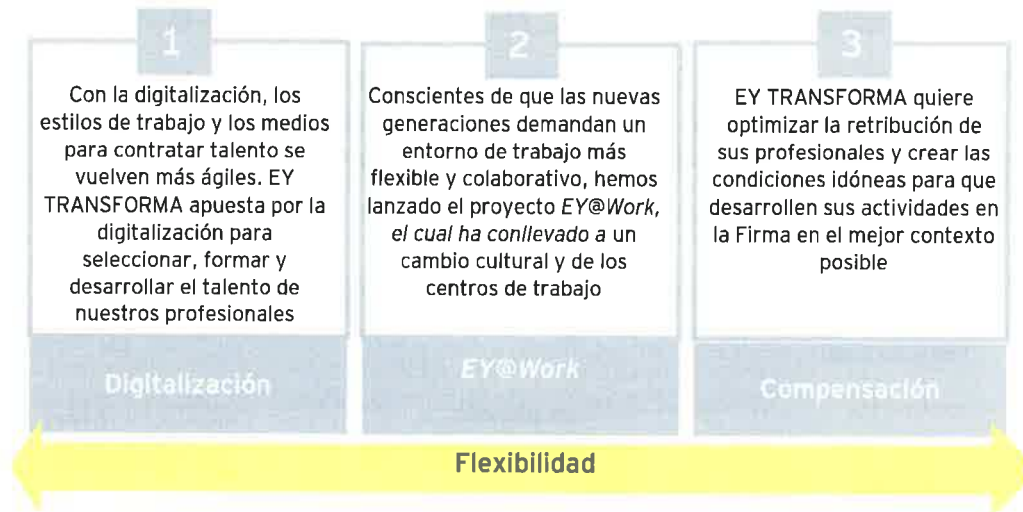 1
Con la digitalización, los
estilos de trabajo y los medios
para contratar talento se
vuelven más ágiles. EY
TRANSFORMA apuesta por la
digitalización para
seleccionar, formar y
desarrollar el talento de
nuestros profesionales
Digitalización
2
Conscientes de que las nuevas
generaciones demandan un
entorno de trabajo más
flexible y colaborativo, hemos
lanzado el proyecto EY@Work,
el cual ha conllevado a un
cambio cultural y de los
centros de trabajo
EY@Work
3
EY TRANSFORMA quiere
optimizar la retribución de
sus profesionales y crear las
condiciones idóneas para que
desarrollen sus actividades en
la Firma en el mejor contexto
posible
Compensación
Flexibilidad